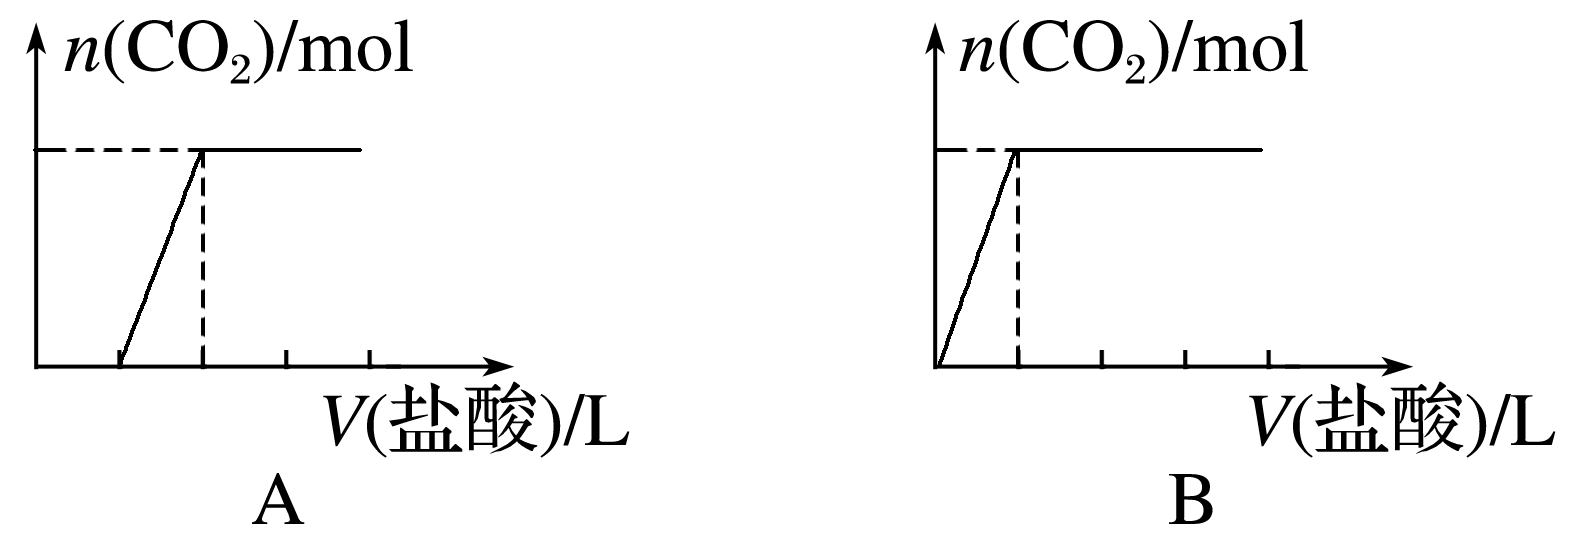 n(CO₂)/mol
V(盐酸)/L
A
n(CO₂)/mol
V(盐酸)/L
B